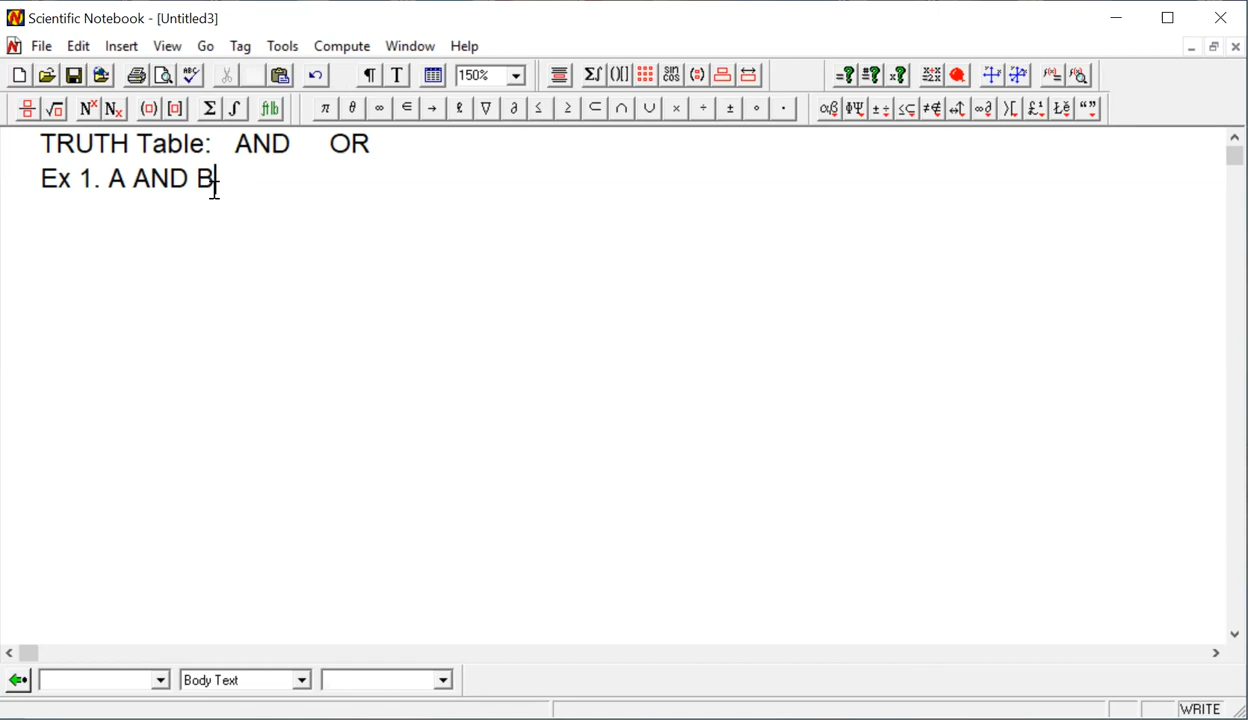 Scientific Notebook - [Untitled3]
File Edit Insert View Go Tag Tools Compute Window Help
150%
TRUTH Table: AND OR
Ex 1. A AND B
Body Text
WRITE